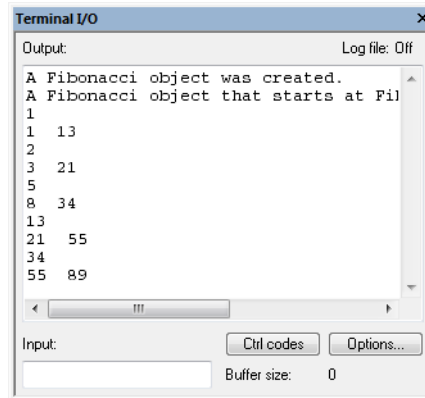 Terminal I/O
Output: Log file: Off
A Fibonacci object was created.
A Fibonacci object that starts at
1
1 13
2
3 21
5
8 34
13
21 55
34
55 89
Input: Ctrl codes Options...
Buffer size: 0